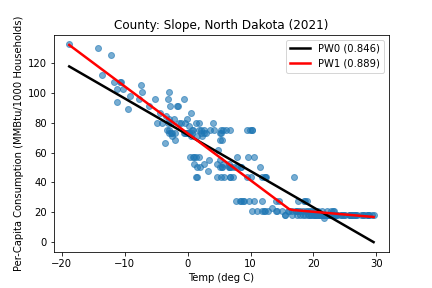 County: Slope, North Dakota (2021)
PW0 (0.846)
PW1 (0.889)
Per-Capita Consumption (MMBtu/1000 Households)
120
100
80
60
40
20
0
−20 −10 0 10 20 30
Temp (deg C)